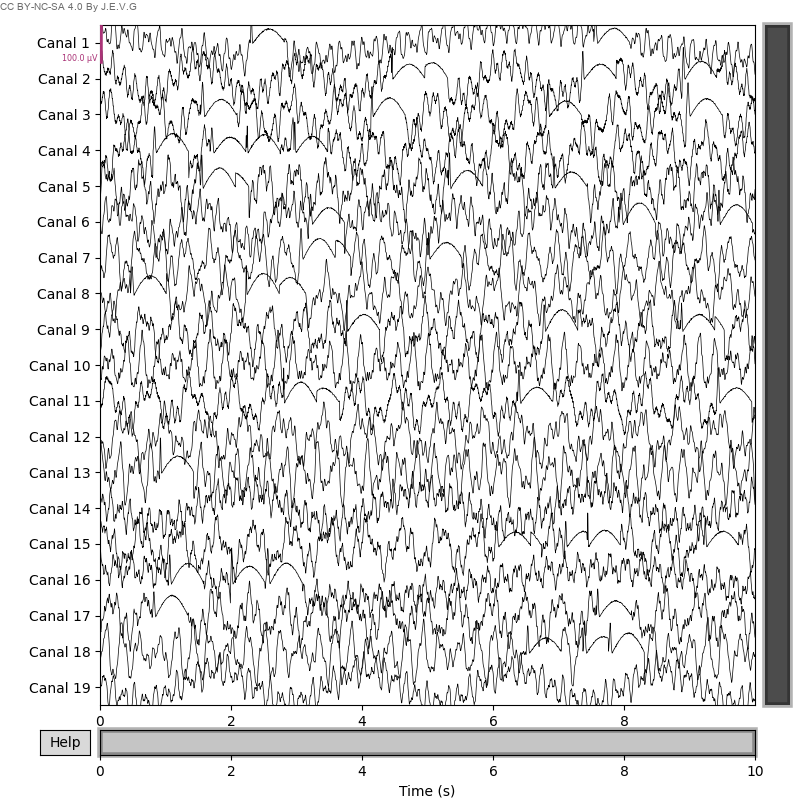 CC BY-NC-SA 4.0 By J.E.V.G
Canal 1
100.0 µV
Canal 2
Canal 3
Canal 4
Canal 5
Canal 6
Canal 7
Canal 8
Canal 9
Canal 10
Canal 11
Canal 12
Canal 13
Canal 14
Canal 15
Canal 16
Canal 17
Canal 18
Canal 19
0 2 4 6 8
Help
0 2 4 6 8 10
Time (s)